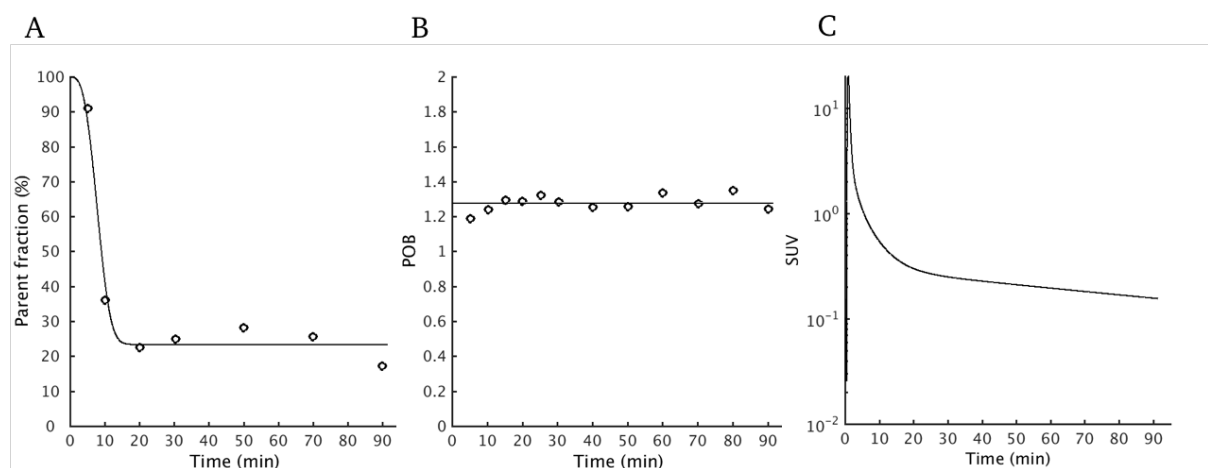 A
100
90
80
70
60
50
40
30
20
10
0
Parent fraction (%)
0 10 20 30 40 50 60 70 80 90
Time (min)
B
2
1.8
1.6
1.4
1.2
1
0.8
0.6
0.4
0.2
0
POB
0 10 20 30 40 50 60 70 80 90
Time (min)
C
10¹
10⁰
10⁻¹
10⁻²
SUV
0 10 20 30 40 50 60 70 80 90
Time (min)